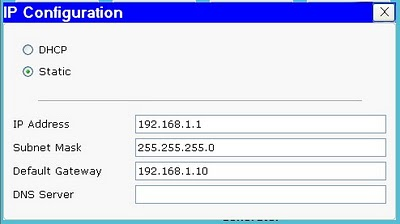 IP Configuration
DHCP
Static
IP Address 192.168.1.1
Subnet Mask 255.255.255.0
Default Gateway 192.168.1.10
DNS Server